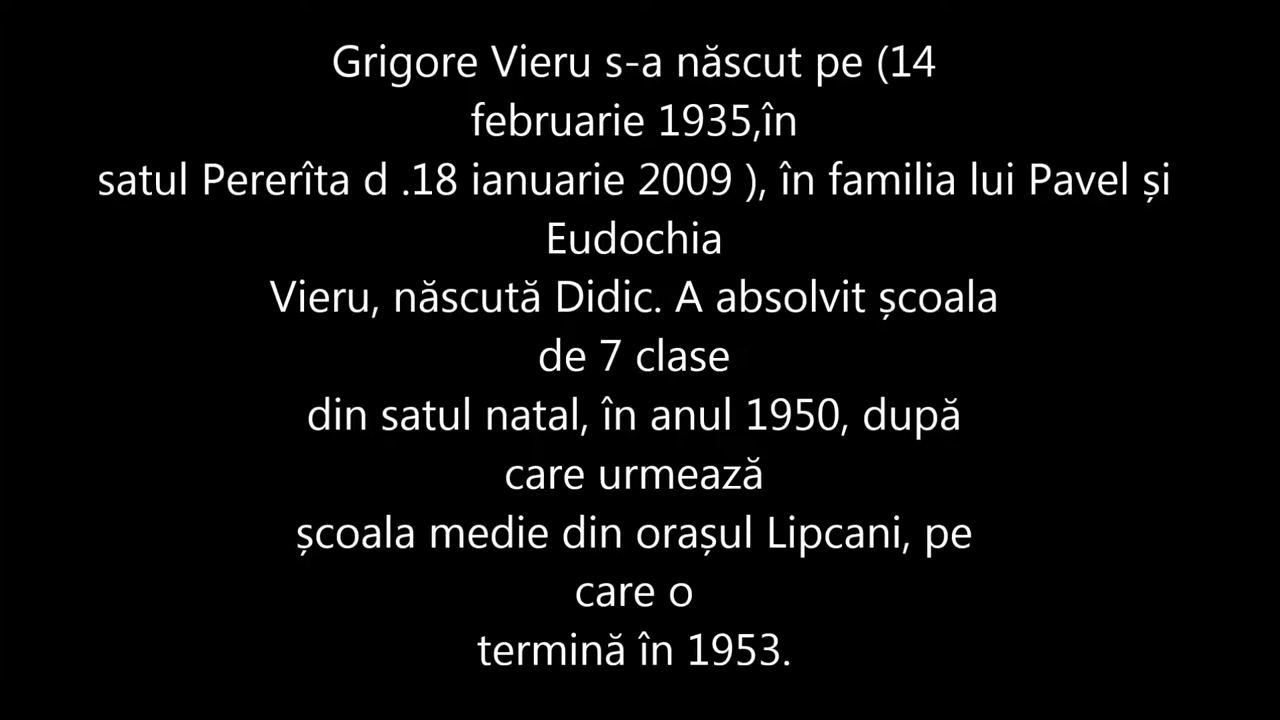 Grigore Vieru s-a născut pe (14
februarie 1935,în
satul Pererîta d .18 ianuarie 2009 ), în familia lui Pavel și
Eudochia
Vieru, născută Didic. A absolvit școala
de 7 clase
din satul natal, în anul 1950, după
care urmează
școala medie din orașul Lipcani, pe
care o
termină în 1953.